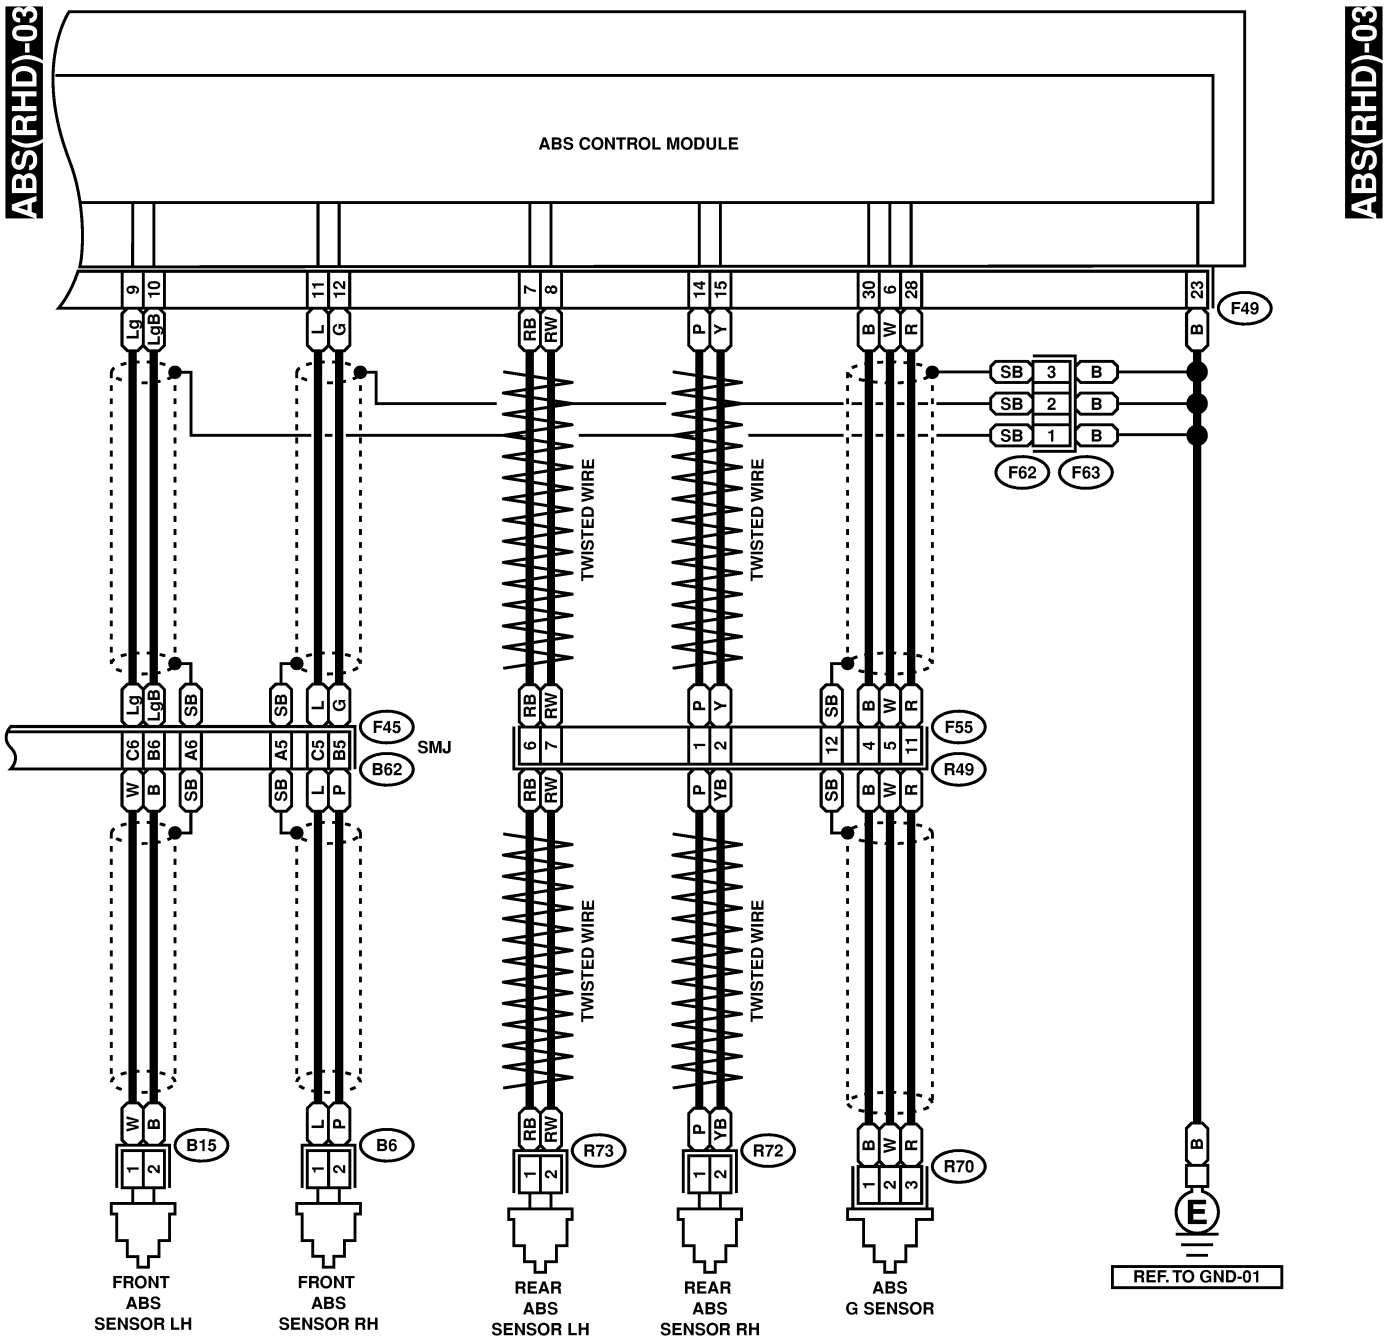 ABS(RHD)-03
ABS(RHD)-03
ABS CONTROL MODULE
9 10 11 12 7 8 14 15 30 6 28 23
F49
Lg LgB L G RB RW P Y B W R B
SB 3 B
SB 2 B
SB 1 B
F62 F63
TWISTED WIRE
TWISTED WIRE
Lg LgB SB SB L G RB RW P Y SB B W R
F45
F55
C6 B6 A6 A5 C5 B5 6 7 1 2 12 4 5 11
SMJ
B62
R49
W B SB SB L P RB RW P YB SB B W R
TWISTED WIRE
TWISTED WIRE
W B L P RB RW P YB B W R B
B15 B6 R73 R72 R70
1 2 1 2 1 2 1 2 1 2 3
E
REF. TO GND-01
FRONT
ABS
SENSOR LH
FRONT
ABS
SENSOR RH
REAR
ABS
SENSOR LH
REAR
ABS
SENSOR RH
ABS
G SENSOR